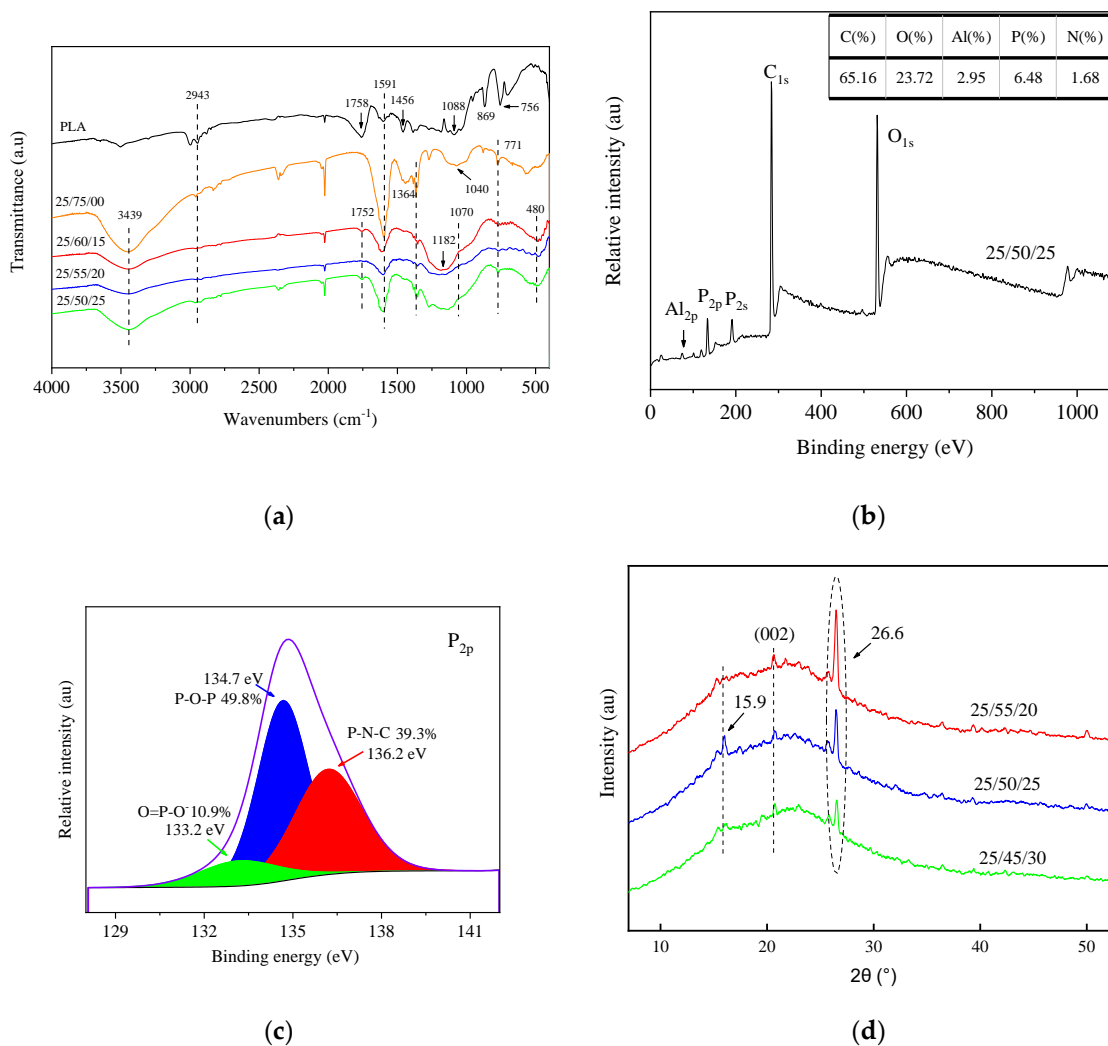 2943
1758
1591
1456
1088
869
756
PLA
771
25/75/00
1364
1040
3439
1752
1070
480
25/60/15
1182
25/55/20
25/50/25
Transmittance (a.u)
4000 3500 3000 2500 2000 1500 1000 500
Wavenumbers (cm-1)
(a)
C(%) O(%) Al(%) P(%) N(%)
65.16 23.72 2.95 6.48 1.68
C1s
O1s
25/50/25
Al2p
P2p
P2s
Relative intensity (au)
0 200 400 600 800 1000
Binding energy (eV)
(b)
P2p
134.7 eV
P-O-P 49.8%
P-N-C 39.3%
136.2 eV
O=P-O- 10.9%
133.2 eV
Relative intensity (au)
129 132 135 138 141
Binding energy (eV)
(c)
(002)
26.6
15.9
25/55/20
25/50/25
25/45/30
Intensity (au)
10 20 30 40 50
2θ (°)
(d)